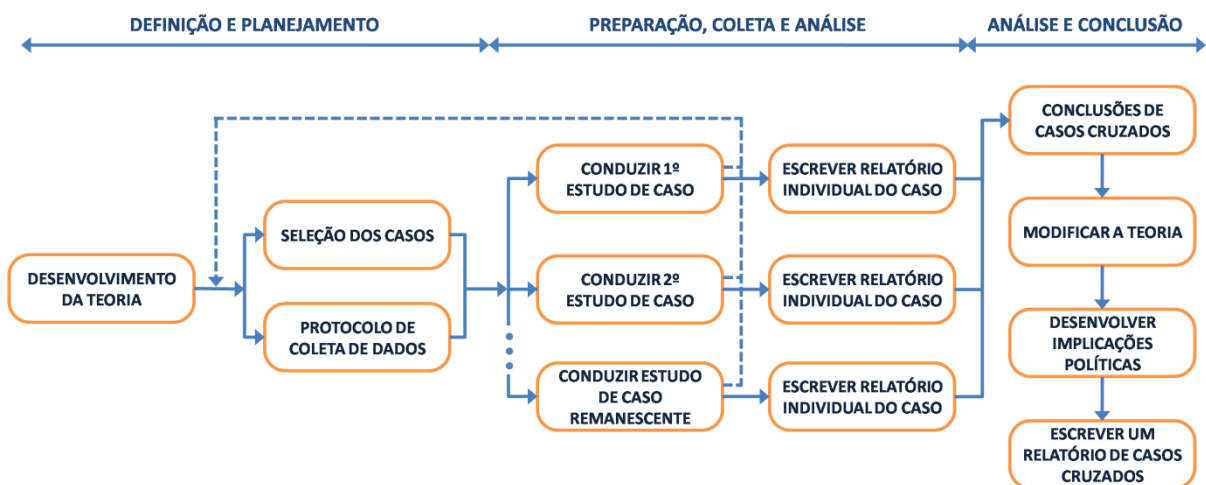 DEFINIÇÃO E PLANEJAMENTO
PREPARAÇÃO, COLETA E ANÁLISE
ANÁLISE E CONCLUSÃO
DESENVOLVIMENTO
DA TEORIA
SELEÇÃO DOS CASOS
PROTOCOLO DE
COLETA DE DADOS
CONDUZIR 1º
ESTUDO DE CASO
ESCREVER RELATÓRIO
INDIVIDUAL DO CASO
CONDUZIR 2º
ESTUDO DE CASO
ESCREVER RELATÓRIO
INDIVIDUAL DO CASO
CONDUZIR ESTUDO
DE CASO
REMANESCENTE
ESCREVER RELATÓRIO
INDIVIDUAL DO CASO
CONCLUSÕES DE
CASOS CRUZADOS
MODIFICAR A TEORIA
DESENVOLVER
IMPLICAÇÕES
POLÍTICAS
ESCREVER UM
RELATÓRIO DE CASOS
CRUZADOS